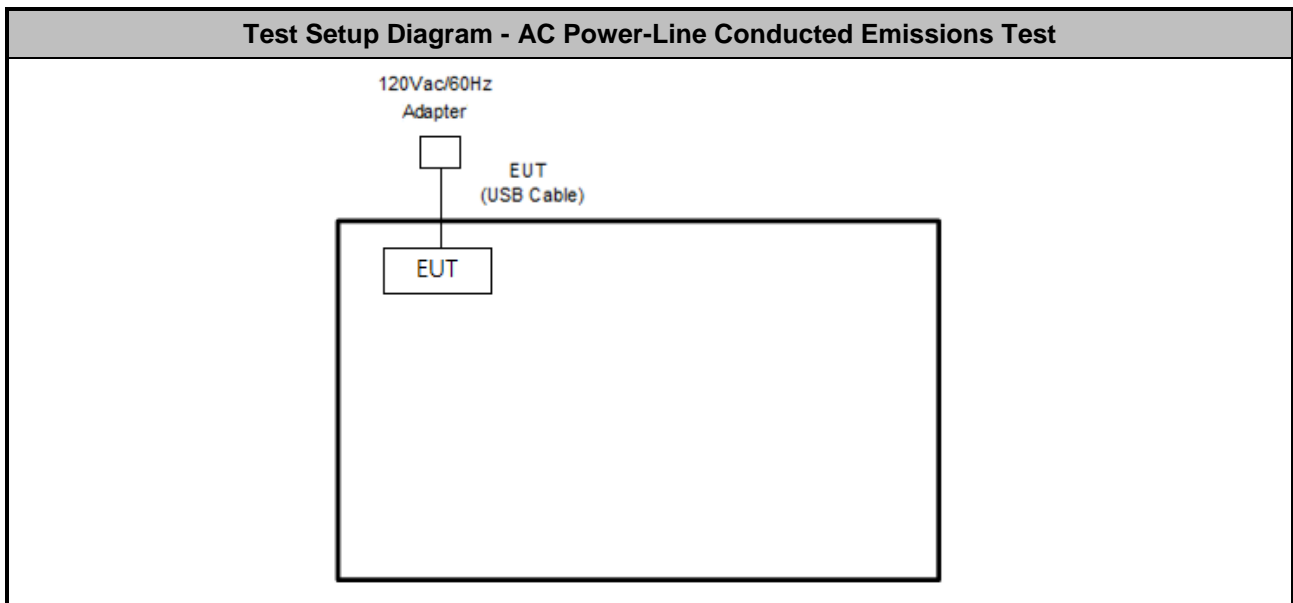 Test Setup Diagram - AC Power-Line Conducted Emissions Test
120Vac/60Hz
Adapter
EUT
(USB Cable)
EUT